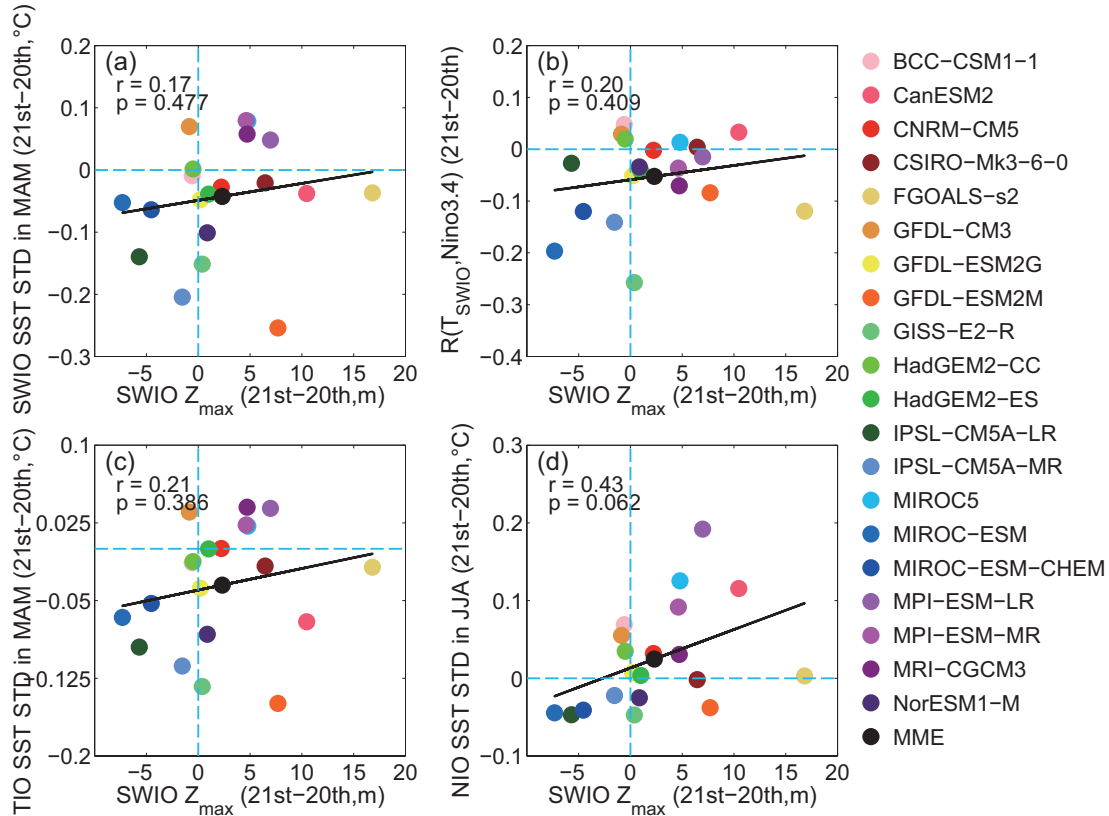 (a)
r = 0.17
p = 0.477
0.2
0.1
0
−0.1
−0.2
−0.3
−5 0 5 10 15 20
SWIO SST STD in MAM (21st−20th,°C)
SWIO Zmax (21st−20th,m)
(b)
r = 0.20
p = 0.409
0.2
0.1
0
−0.1
−0.2
−0.3
−0.4
−5 0 5 10 15 20
R(TSWIO,Nino3.4) (21st−20th)
SWIO Zmax (21st−20th,m)
(c)
r = 0.21
p = 0.386
0.1
0.025
−0.05
−0.125
−0.2
−5 0 5 10 15 20
TIO SST STD in MAM (21st−20th,°C)
SWIO Zmax (21st−20th,m)
(d)
r = 0.43
p = 0.062
0.3
0.2
0.1
0
−0.1
−5 0 5 10 15 20
NIO SST STD in JJA (21st−20th,°C)
SWIO Zmax (21st−20th,m)
BCC−CSM1−1
CanESM2
CNRM−CM5
CSIRO−Mk3−6−0
FGOALS−s2
GFDL−CM3
GFDL−ESM2G
GFDL−ESM2M
GISS−E2−R
HadGEM2−CC
HadGEM2−ES
IPSL−CM5A−LR
IPSL−CM5A−MR
MIROC5
MIROC−ESM
MIROC−ESM−CHEM
MPI−ESM−LR
MPI−ESM−MR
MRI−CGCM3
NorESM1−M
MME